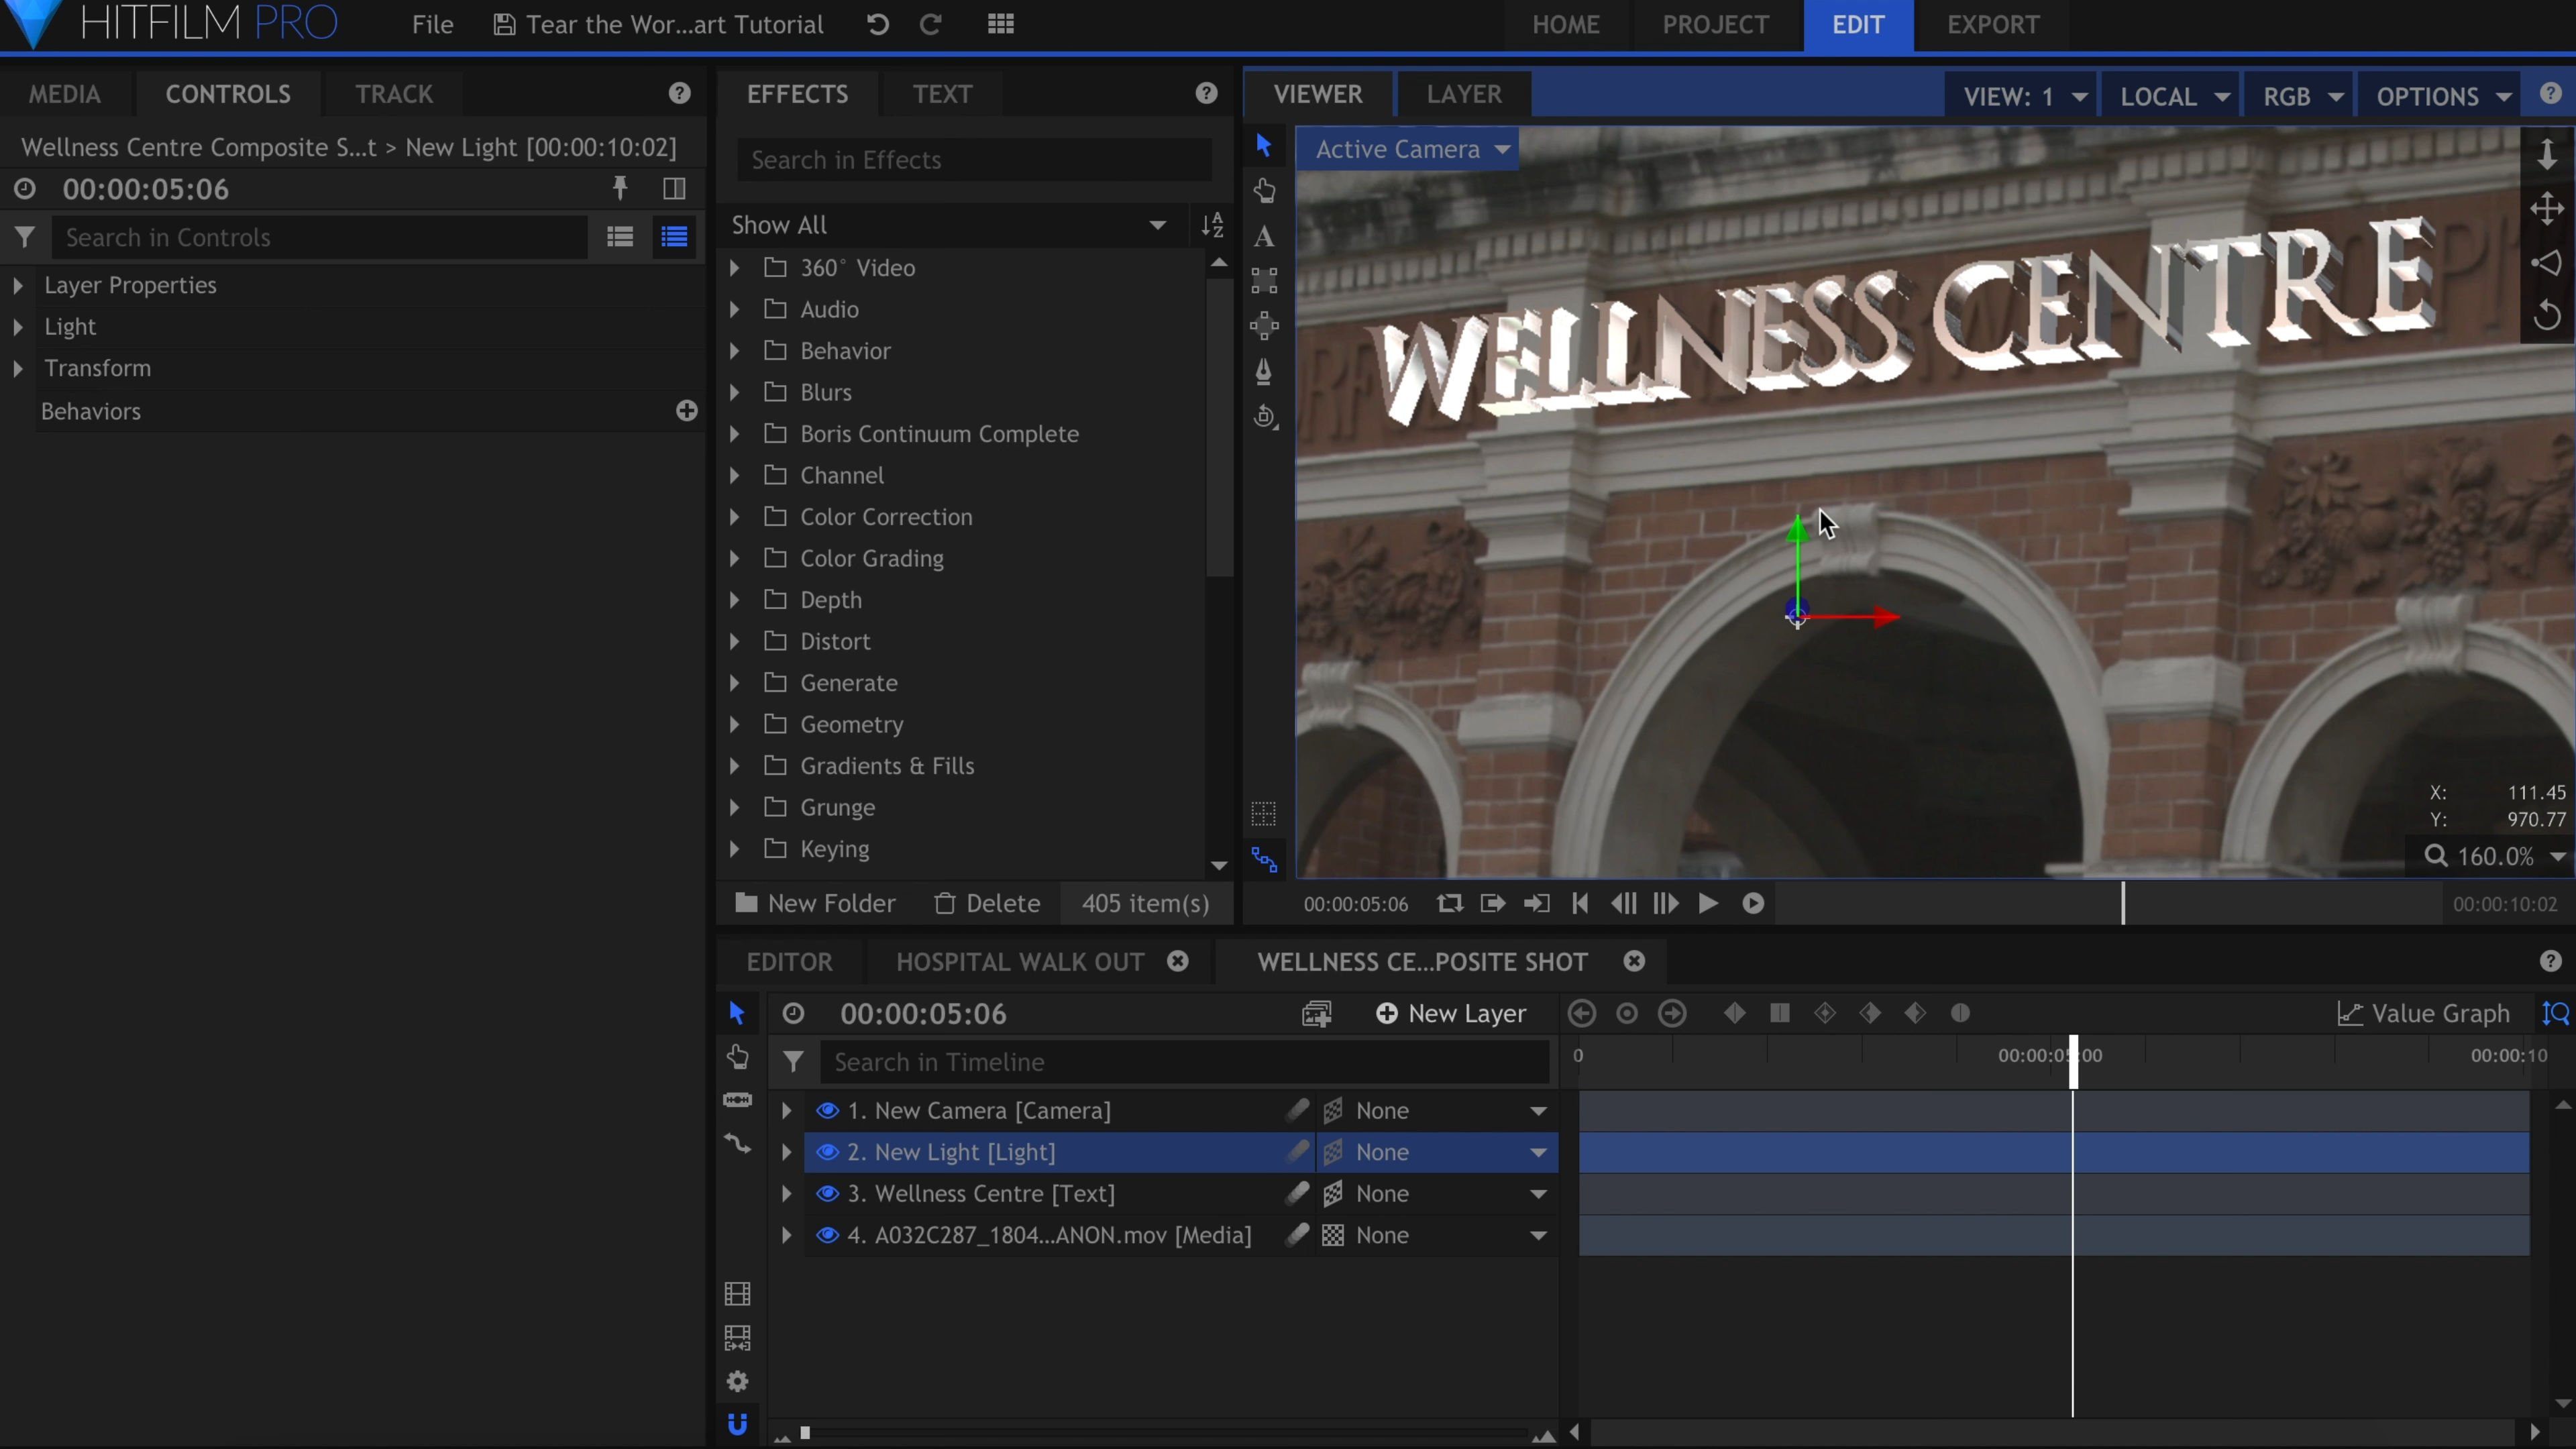 HITFILM PRO
File
Tear the Wor...art Tutorial
HOME
PROJECT
EDIT
EXPORT
MEDIA
CONTROLS
TRACK
EFFECTS
TEXT
VIEWER
LAYER
VIEW: 1
LOCAL
RGB
OPTIONS
Wellness Centre Composite S...t > New Light [00:00:10:02]
00:00:05:06
Search in Controls
Layer Properties
Light
Transform
Behaviors
Search in Effects
Show All
360° Video
Audio
Behavior
Blurs
Boris Continuum Complete
Channel
Color Correction
Color Grading
Depth
Distort
Generate
Geometry
Gradients & Fills
Grunge
Keying
New Folder
Delete
405 item(s)
Active Camera
WELLNESS CENTRE
X: 111.45
Y: 970.77
160.0%
00:00:05:06
00:00:10:02
EDITOR
HOSPITAL WALK OUT
WELLNESS CE...POSITE SHOT
00:00:05:06
New Layer
Value Graph
Search in Timeline
0
00:00:05:00
00:00:10
1. New Camera [Camera]
None
2. New Light [Light]
None
3. Wellness Centre [Text]
None
4. A032C287_1804...ANON.mov [Media]
None